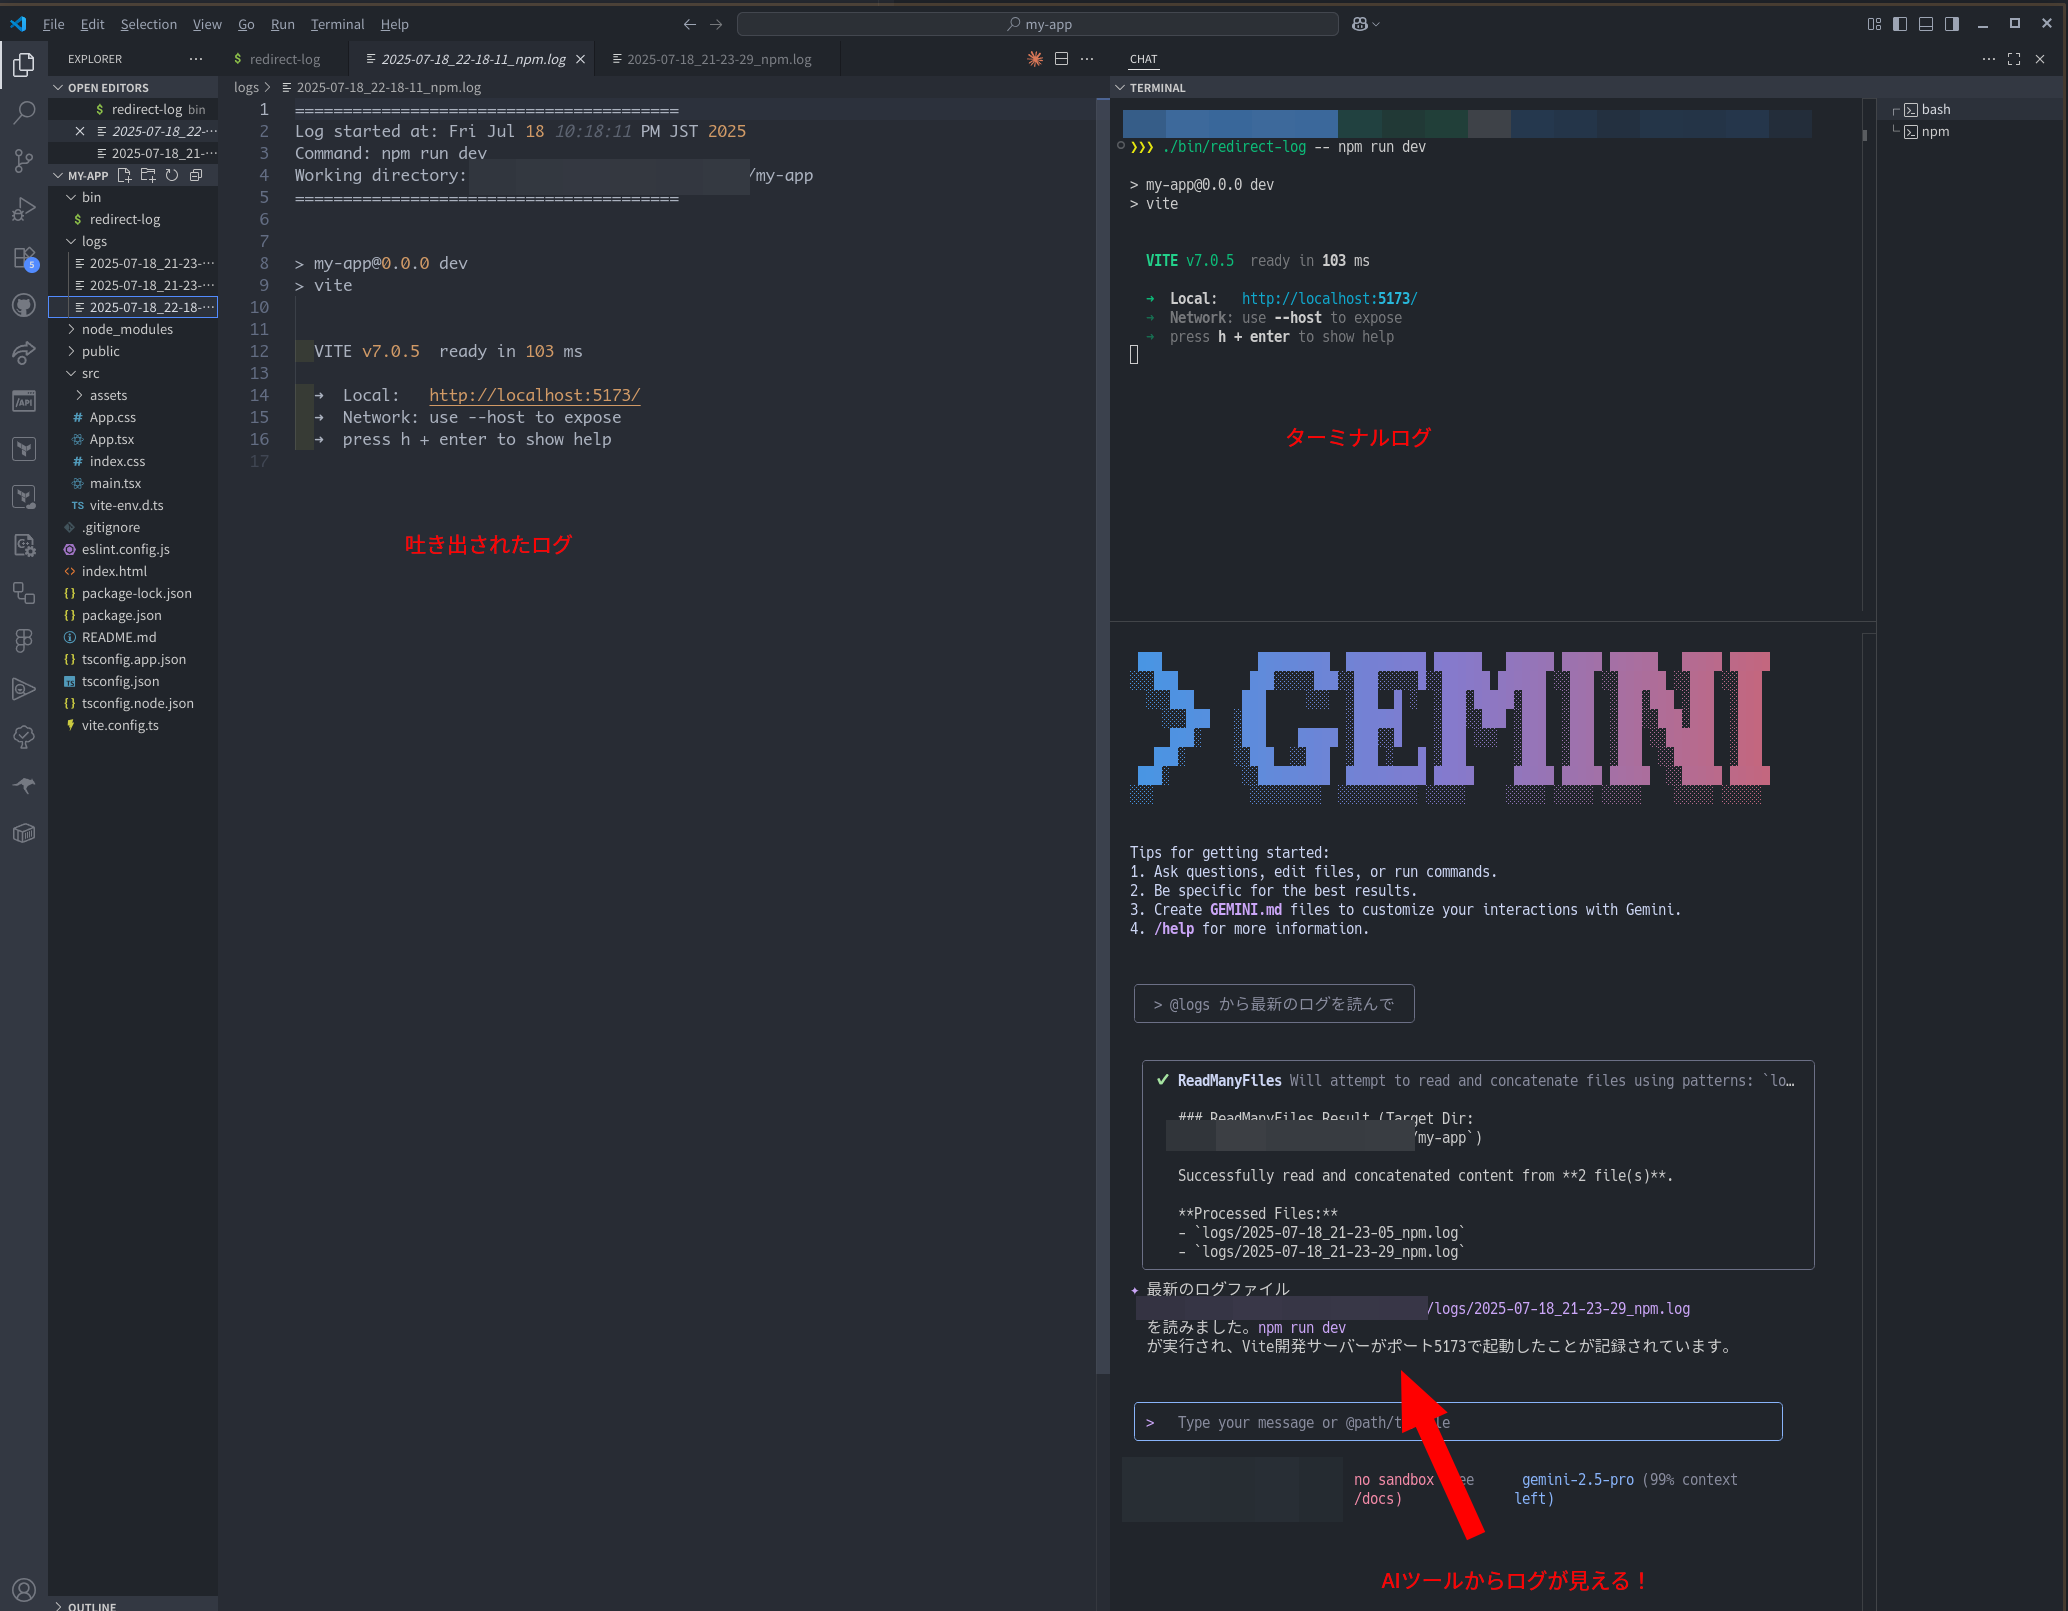 File Edit Selection View Go Run Terminal Help
my-app
EXPLORER
OPEN EDITORS
redirect-log bin
2025-07-18_22-…
2025-07-18_21-…
MY-APP
bin
redirect-log
logs
2025-07-18_21-23-…
2025-07-18_21-23-…
2025-07-18_22-18-…
node_modules
public
src
assets
App.css
App.tsx
index.css
main.tsx
vite-env.d.ts
.gitignore
eslint.config.js
index.html
package-lock.json
package.json
README.md
tsconfig.app.json
tsconfig.json
tsconfig.node.json
vite.config.ts
OUTLINE
5
redirect-log
2025-07-18_22-18-11_npm.log
2025-07-18_21-23-29_npm.log
logs > 2025-07-18_22-18-11_npm.log
1 ========================================
2 Log started at: Fri Jul 18 10:18:11 PM JST 2025
3 Command: npm run dev
4 Working directory: /my-app
5 ========================================
6
7
8 > my-app@0.0.0 dev
9 > vite
10
11
12 VITE v7.0.5 ready in 103 ms
13
14 ➜ Local: http://localhost:5173/
15 ➜ Network: use --host to expose
16 ➜ press h + enter to show help
17
吐き出されたログ
CHAT
TERMINAL
❯❯❯ ./bin/redirect-log -- npm run dev
> my-app@0.0.0 dev
> vite
VITE v7.0.5 ready in 103 ms
➜ Local: http://localhost:5173/
➜ Network: use --host to expose
➜ press h + enter to show help
ターミナルログ
bash
npm
> GEMINI
Tips for getting started:
1. Ask questions, edit files, or run commands.
2. Be specific for the best results.
3. Create GEMINI.md files to customize your interactions with Gemini.
4. /help for more information.
> @logs から最新のログを読んで
✔ ReadManyFiles Will attempt to read and concatenate files using patterns: `lo…
### ReadManyFiles Result (Target Dir:
/my-app`)
Successfully read and concatenated content from **2 file(s)**.
**Processed Files:**
- `logs/2025-07-18_21-23-05_npm.log`
- `logs/2025-07-18_21-23-29_npm.log`
✦ 最新のログファイル
/logs/2025-07-18_21-23-29_npm.log
を読みました。npm run dev
が実行され、Vite開発サーバーがポート5173で起動したことが記録されています。
> Type your message or @path/t le
no sandbox ee
/docs)
gemini-2.5-pro (99% context
left)
AIツールからログが見える！